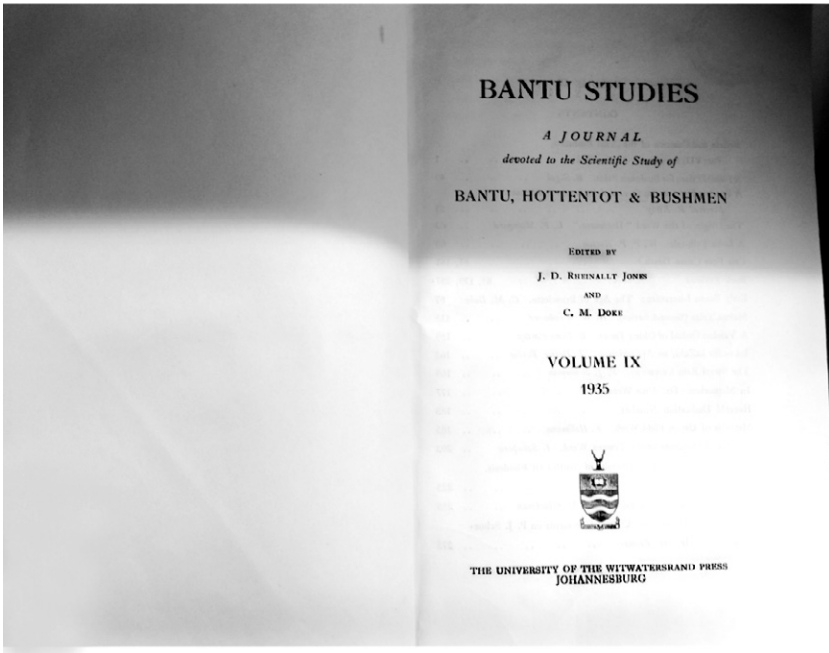 BANTU STUDIES
A JOURNAL
devoted to the Scientific Study of
BANTU, HOTTENTOT & BUSHMEN
EDITED BY
J. D. RHEINALLT JONES
AND
C. M. DOKE
VOLUME IX
1935
THE UNIVERSITY OF THE WITWATERSRAND PRESS
JOHANNESBURG